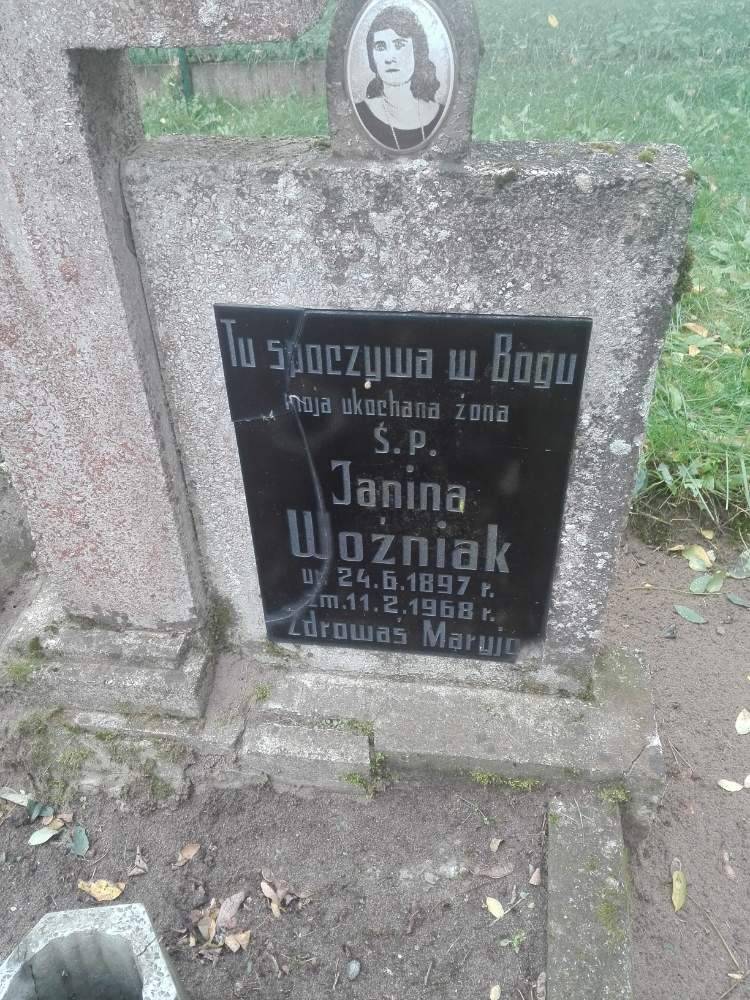 Tu spoczywa w Bogu
moja ukochana żona
Ś.P.
Janina
Woźniak
ur. 24.6.1897 r.
zm. 11.2.1968 r.
Zdrowaś Maryjo